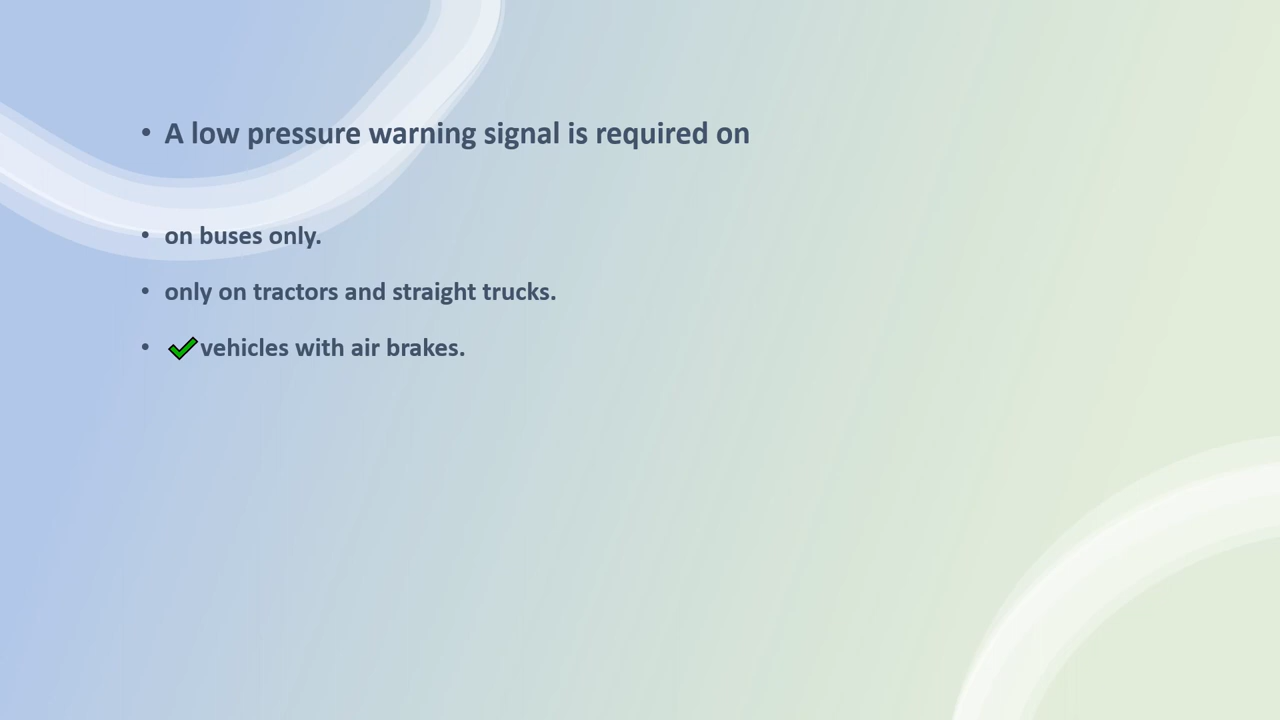 • A low pressure warning signal is required on
• on buses only.
• only on tractors and straight trucks.
• ✔vehicles with air brakes.